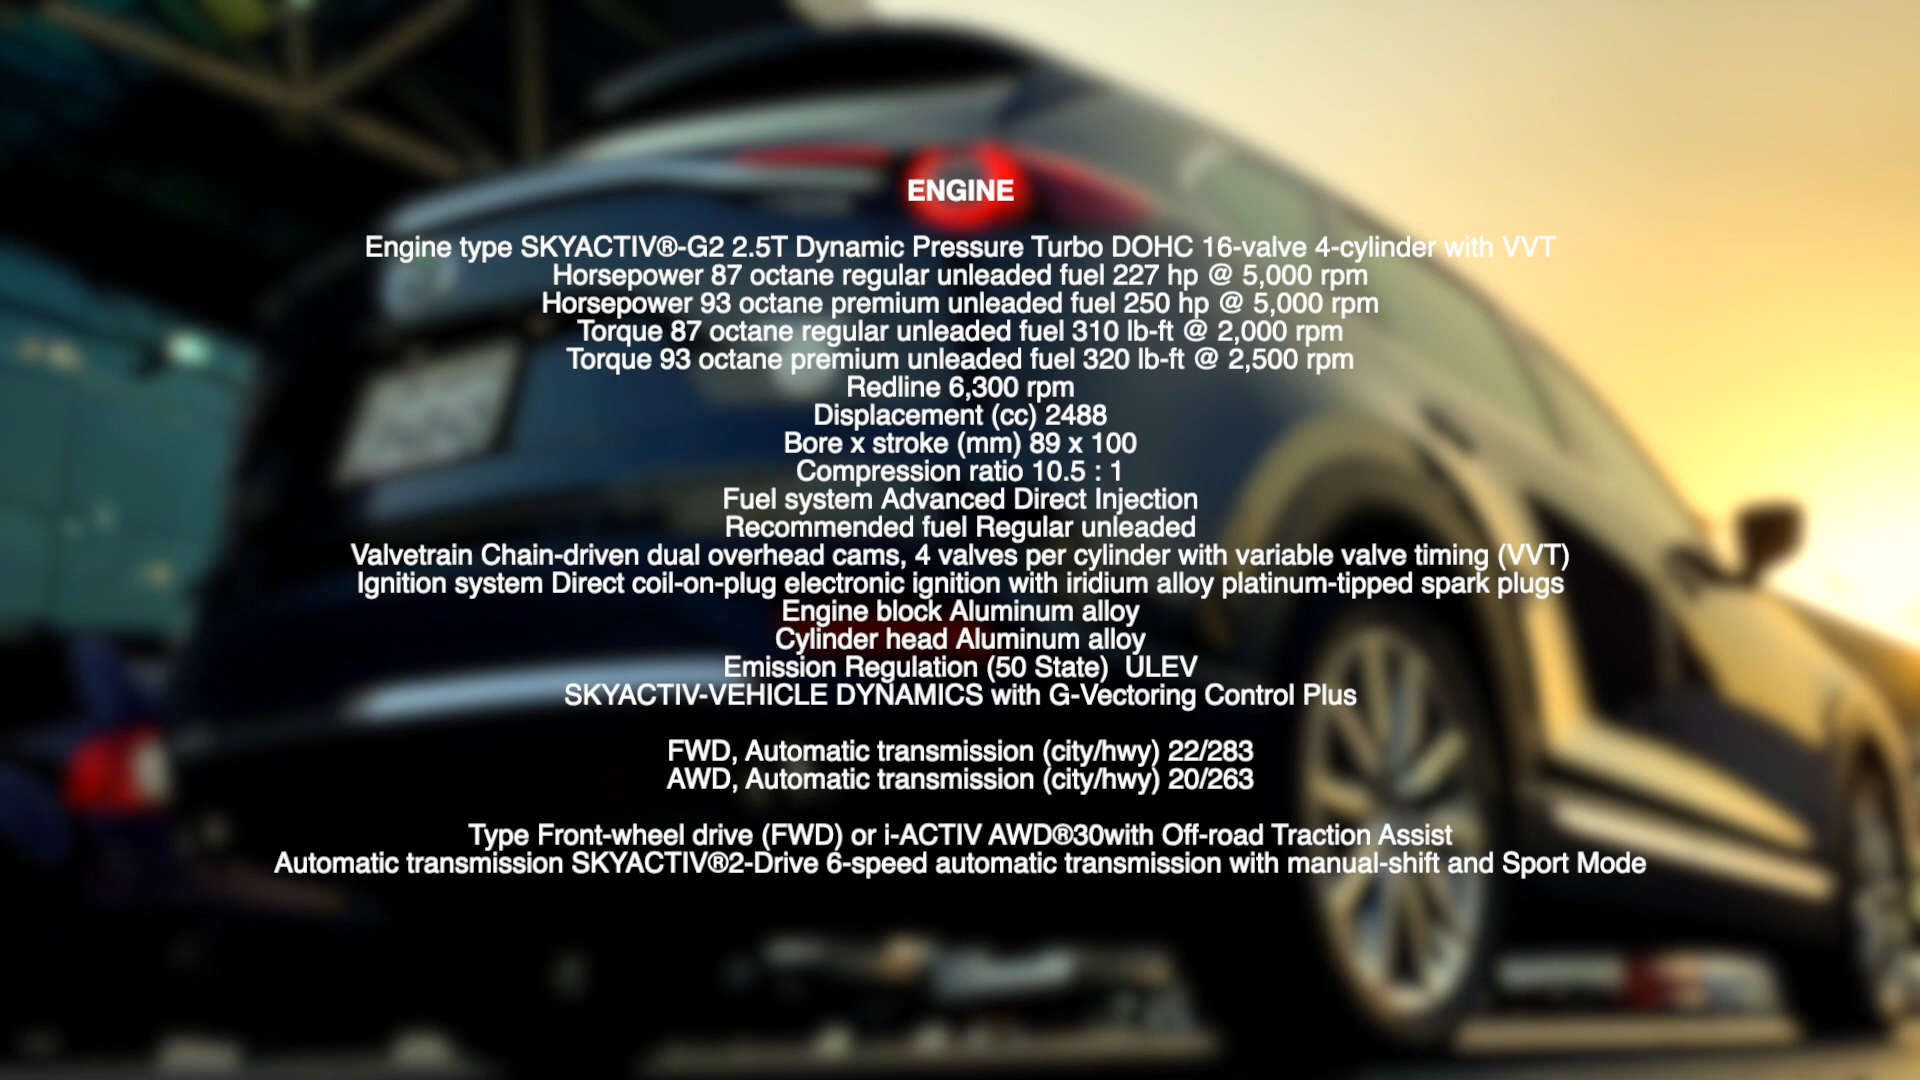 ENGINE
Engine type SKYACTIV®-G2 2.5T Dynamic Pressure Turbo DOHC 16-valve 4-cylinder with VVT
Horsepower 87 octane regular unleaded fuel 227 hp @ 5,000 rpm
Horsepower 93 octane premium unleaded fuel 250 hp @ 5,000 rpm
Torque 87 octane regular unleaded fuel 310 lb-ft @ 2,000 rpm
Torque 93 octane premium unleaded fuel 320 lb-ft @ 2,500 rpm
Redline 6,300 rpm
Displacement (cc) 2488
Bore x stroke (mm) 89 x 100
Compression ratio 10.5 : 1
Fuel system Advanced Direct Injection
Recommended fuel Regular unleaded
Valvetrain Chain-driven dual overhead cams, 4 valves per cylinder with variable valve timing (VVT)
Ignition system Direct coil-on-plug electronic ignition with iridium alloy platinum-tipped spark plugs
Engine block Aluminum alloy
Cylinder head Aluminum alloy
Emission Regulation (50 State)  ULEV
SKYACTIV-VEHICLE DYNAMICS with G-Vectoring Control Plus
FWD, Automatic transmission (city/hwy) 22/283
AWD, Automatic transmission (city/hwy) 20/263
Type Front-wheel drive (FWD) or i-ACTIV AWD®30with Off-road Traction Assist
Automatic transmission SKYACTIV®2-Drive 6-speed automatic transmission with manual-shift and Sport Mode